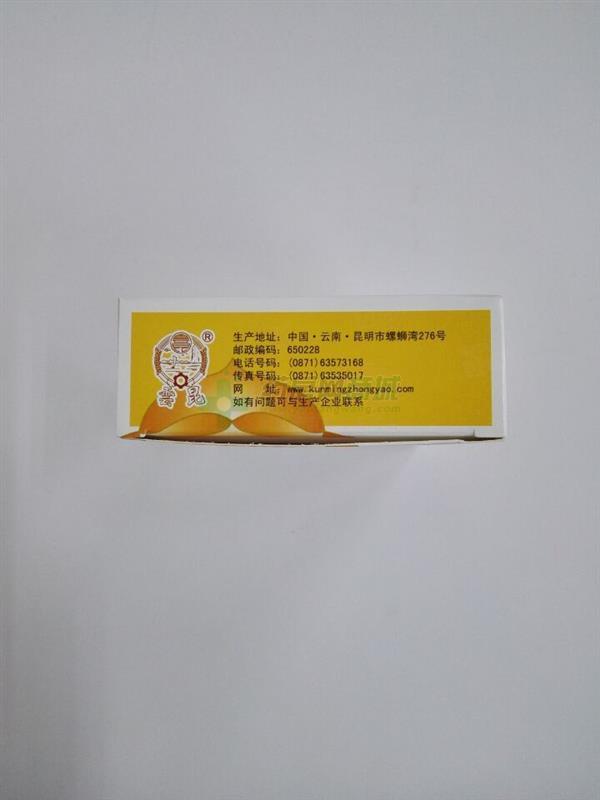 ®
生产地址：中国·云南·昆明市螺蛳湾276号
邮政编码：650228
电话号码：(0871)63573168
传真号码：(0871)63535017
网　　址：www.kunmingzhongyao.com
如有问题可与生产企业联系